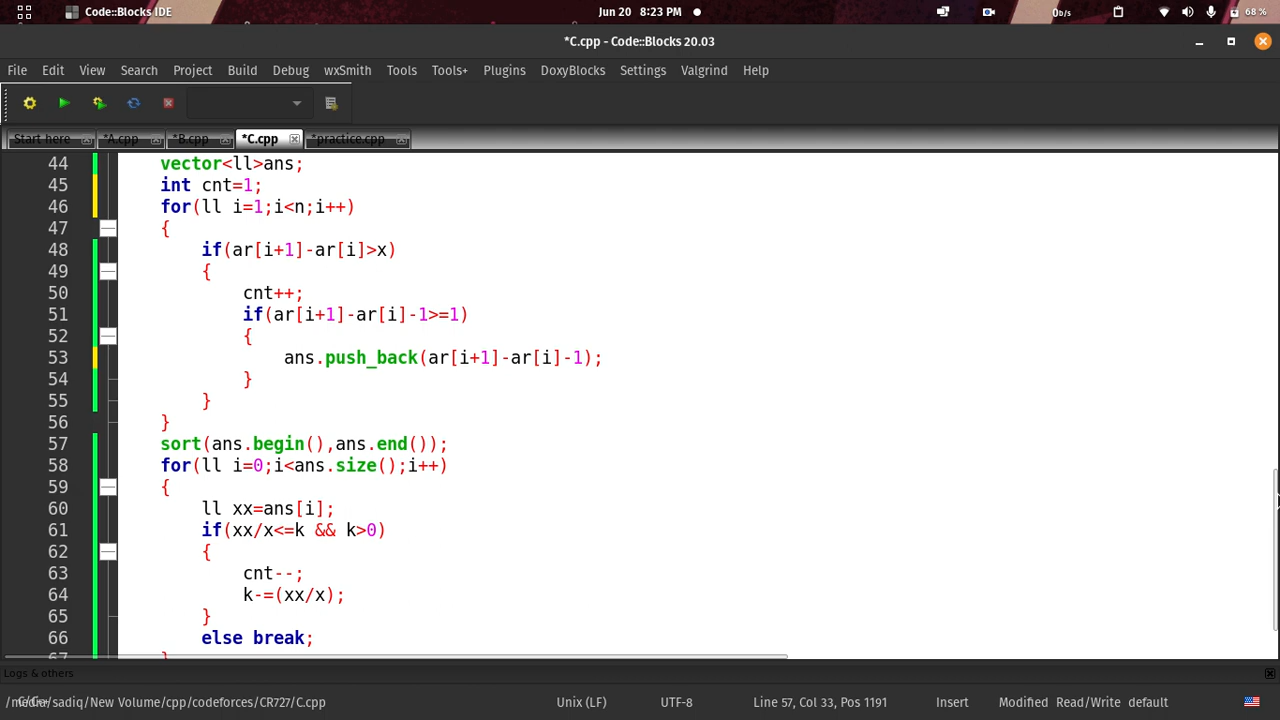 Code::Blocks IDE
Jun 20 8:23 PM
0b/s
68 %
*C.cpp - Code::Blocks 20.03
File Edit View Search Project Build Debug wxSmith Tools Tools+ Plugins DoxyBlocks Settings Valgrind Help
Start here *A.cpp *B.cpp *C.cpp *practice.cpp
44 vector<ll>ans;
45 int cnt=1;
46 for(ll i=1;i<n;i++)
47 {
48 if(ar[i+1]-ar[i]>x)
49 {
50 cnt++;
51 if(ar[i+1]-ar[i]-1>=1)
52 {
53 ans.push_back(ar[i+1]-ar[i]-1);
54 }
55 }
56 }
57 sort(ans.begin(),ans.end());
58 for(ll i=0;i<ans.size();i++)
59 {
60 ll xx=ans[i];
61 if(xx/x<=k && k>0)
62 {
63 cnt--;
64 k-=(xx/x);
65 }
66 else break;
67 }
Logs & others
/media/sadiq/New Volume/cpp/codeforces/CR727/C.cpp Unix (LF) UTF-8 Line 57, Col 33, Pos 1191 Insert Modified Read/Write default